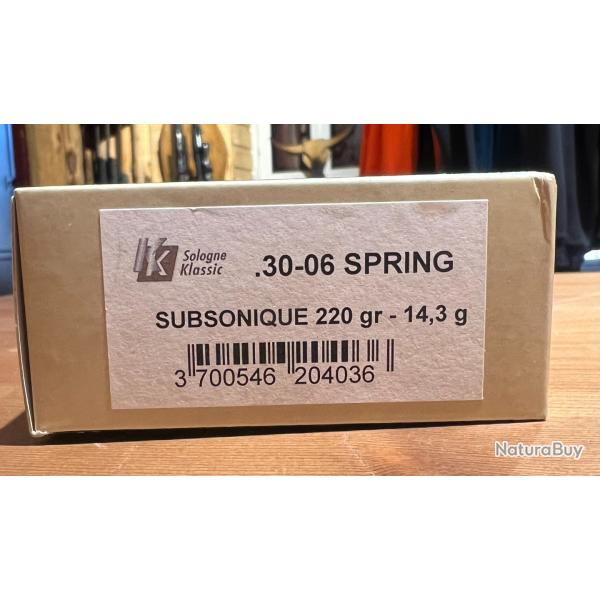 Sologne
Klassic
.30-06 SPRING
SUBSONIQUE 220 gr - 14,3 g
3 700546 204036
NaturaBuy